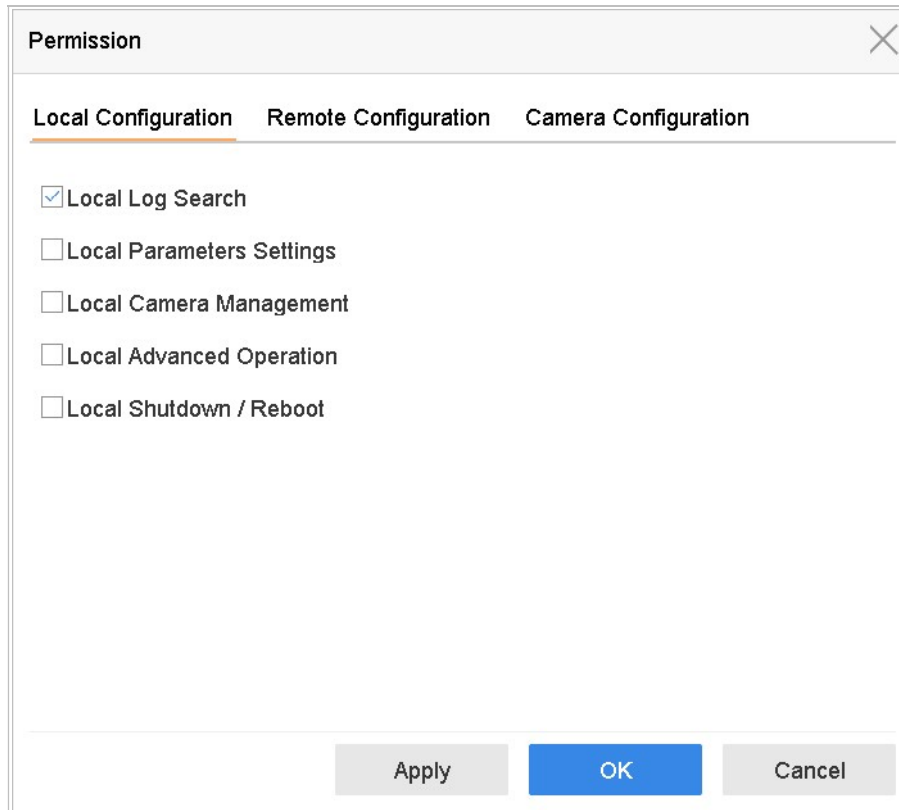 Permission
Local Configuration Remote Configuration Camera Configuration
Local Log Search
Local Parameters Settings
Local Camera Management
Local Advanced Operation
Local Shutdown / Reboot
Apply OK Cancel